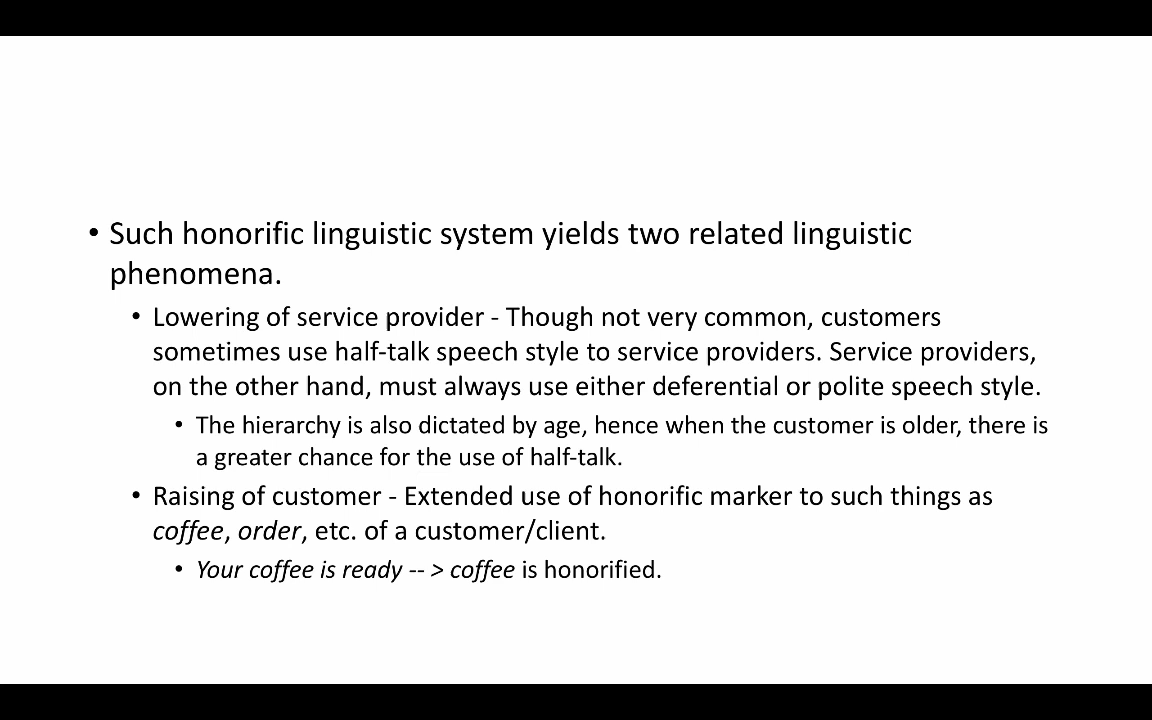 • Such honorific linguistic system yields two related linguistic
phenomena.
• Lowering of service provider - Though not very common, customers
sometimes use half-talk speech style to service providers. Service providers,
on the other hand, must always use either deferential or polite speech style.
• The hierarchy is also dictated by age, hence when the customer is older, there is
a greater chance for the use of half-talk.
• Raising of customer - Extended use of honorific marker to such things as
coffee, order, etc. of a customer/client.
• Your coffee is ready -- > coffee is honorified.